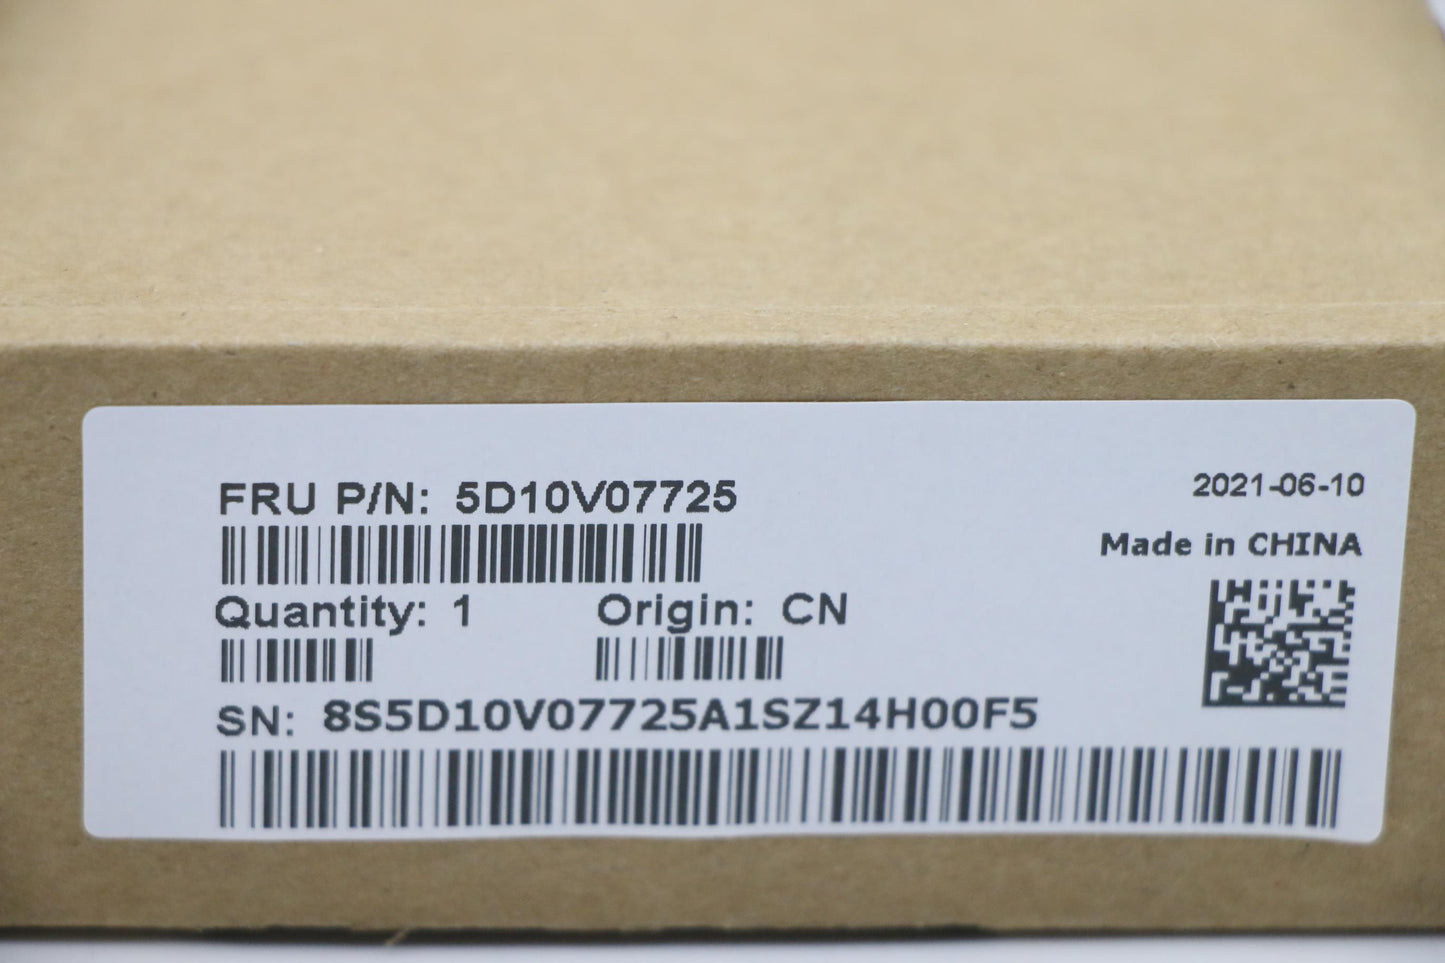 FRU P/N: 5D10V07725
2021-06-10
Made in CHINA
Quantity: 1
Origin: CN
SN: 8S5D10V07725A1SZ14H00F5